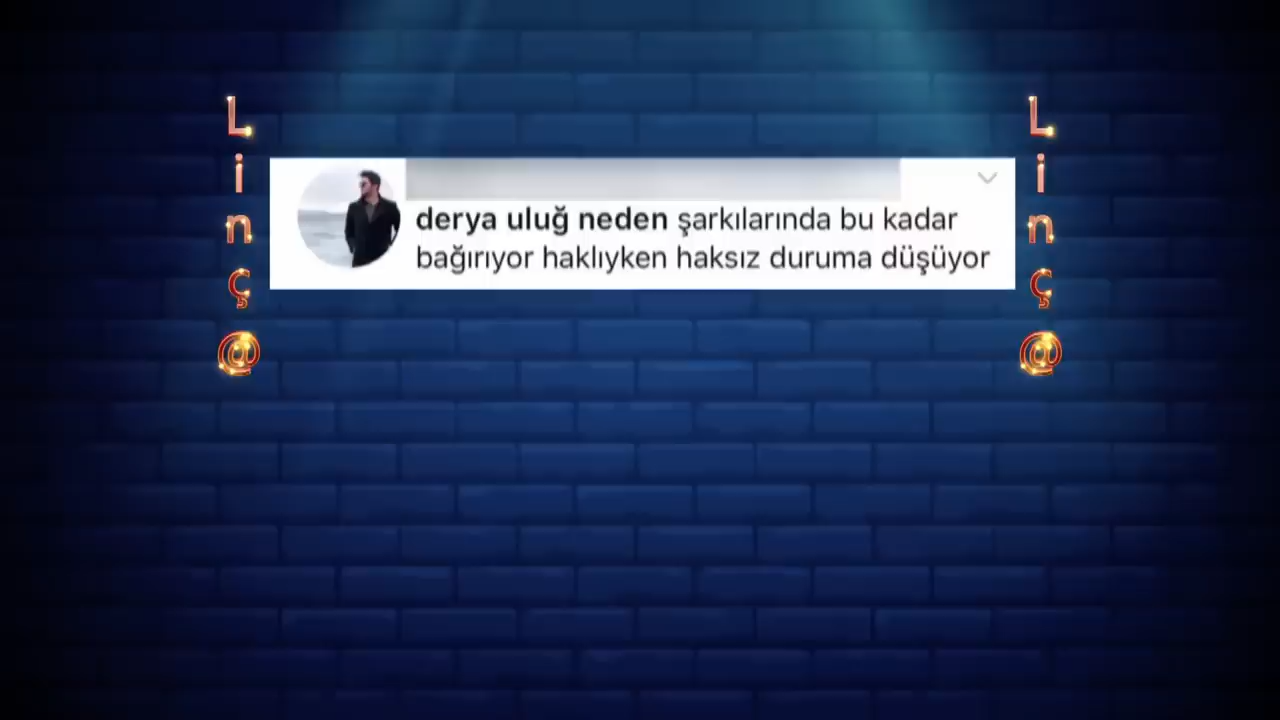 Linç@
derya uluğ neden şarkılarında bu kadar
bağırıyor haklıyken haksız duruma düşüyor
Linç@